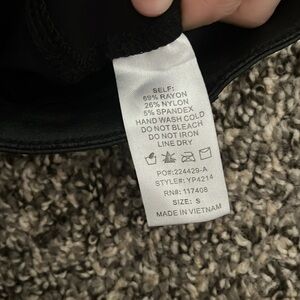 SELF:
69% RAYON
26% NYLON
5% SPANDEX
HAND WASH COLD
DO NOT BLEACH
DO NOT IRON
LINE DRY
PO#:224429-A
STYLE#:YP4214
RN#: 117408
SIZE: S
MADE IN VIETNAM